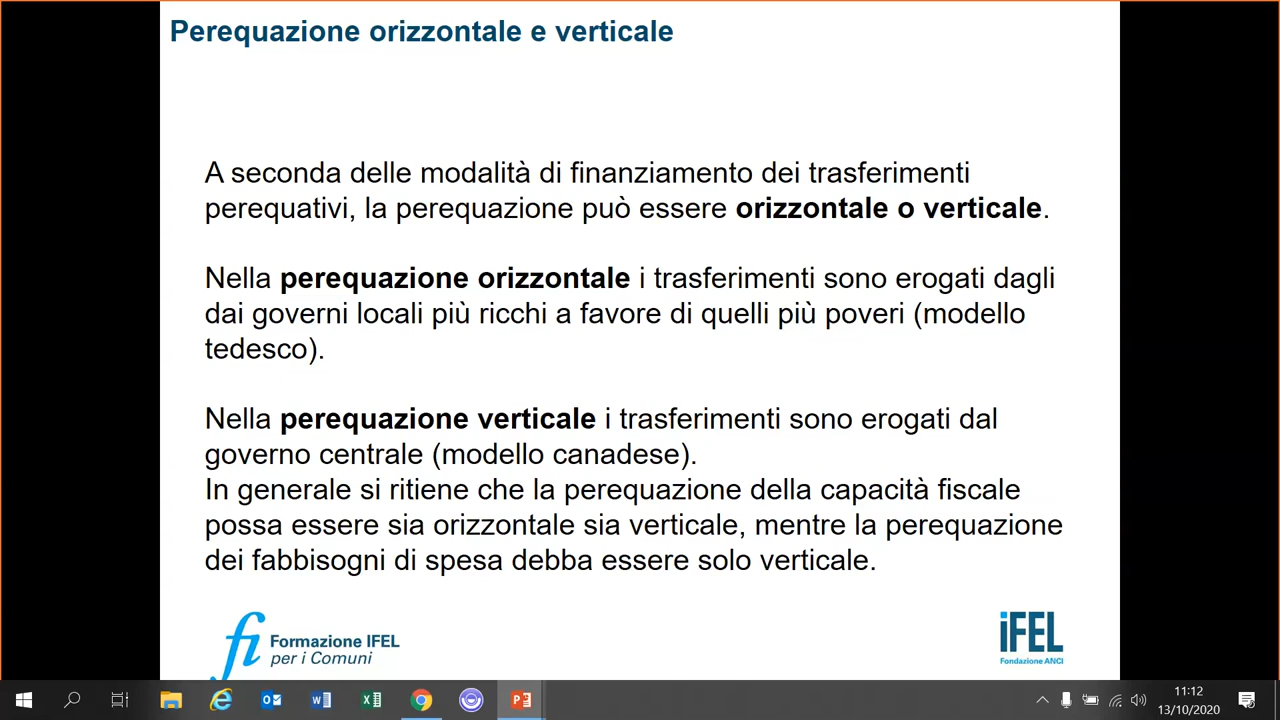 Perequazione orizzontale e verticale
A seconda delle modalità di finanziamento dei trasferimenti
perequativi, la perequazione può essere orizzontale o verticale.
Nella perequazione orizzontale i trasferimenti sono erogati dagli
dai governi locali più ricchi a favore di quelli più poveri (modello
tedesco).
Nella perequazione verticale i trasferimenti sono erogati dal
governo centrale (modello canadese).
In generale si ritiene che la perequazione della capacità fiscale
possa essere sia orizzontale sia verticale, mentre la perequazione
dei fabbisogni di spesa debba essere solo verticale.
fi Formazione IFEL
per i Comuni
iFEL
Fondazione ANCI
11:12
13/10/2020